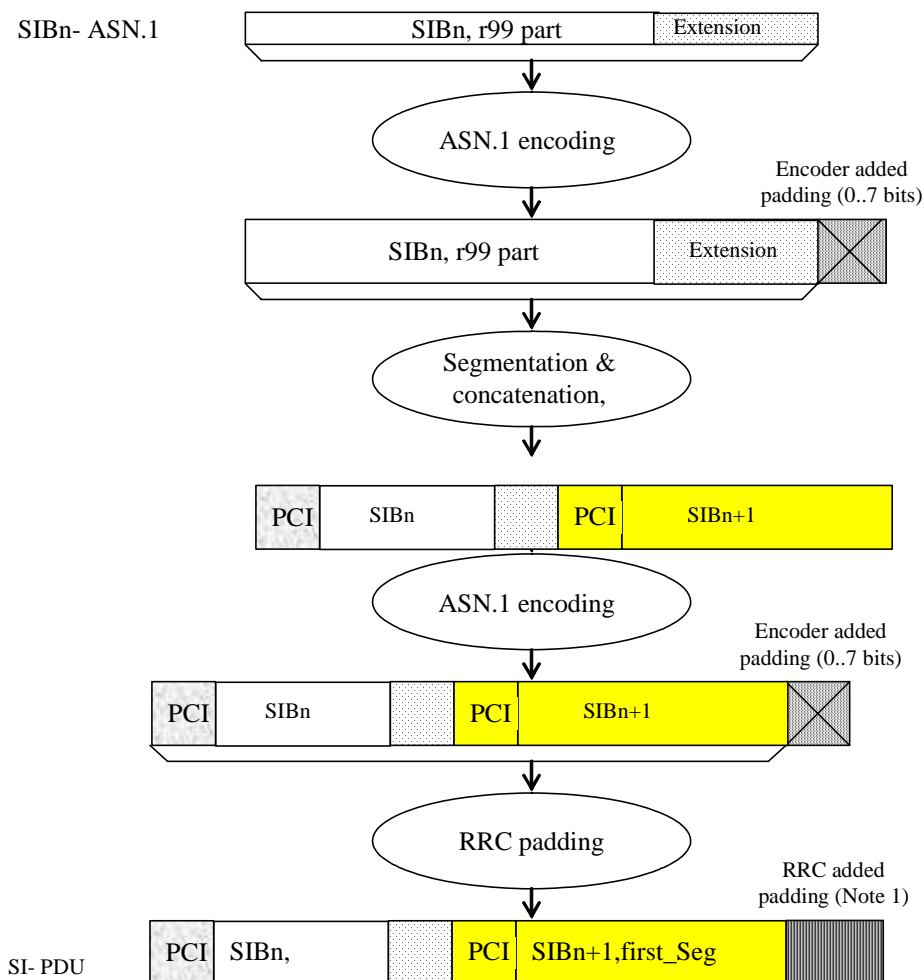 SIBn- ASN.1
SIBn, r99 part
Extension
ASN.1 encoding
Encoder added
padding (0..7 bits)
SIBn, r99 part
Extension
Segmentation &
concatenation,
PCI
SIBn
PCI
SIBn+1
ASN.1 encoding
Encoder added
padding (0..7 bits)
PCI
SIBn
PCI
SIBn+1
RRC padding
RRC added
padding (Note 1)
SI- PDU
PCI
SIBn,
PCI
SIBn+1,first_Seg